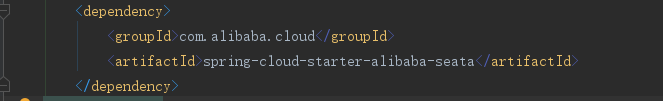 <dependency>
<groupId>com.alibaba.cloud</groupId>
<artifactId>spring-cloud-starter-alibaba-seata</artifactId>
</dependency>